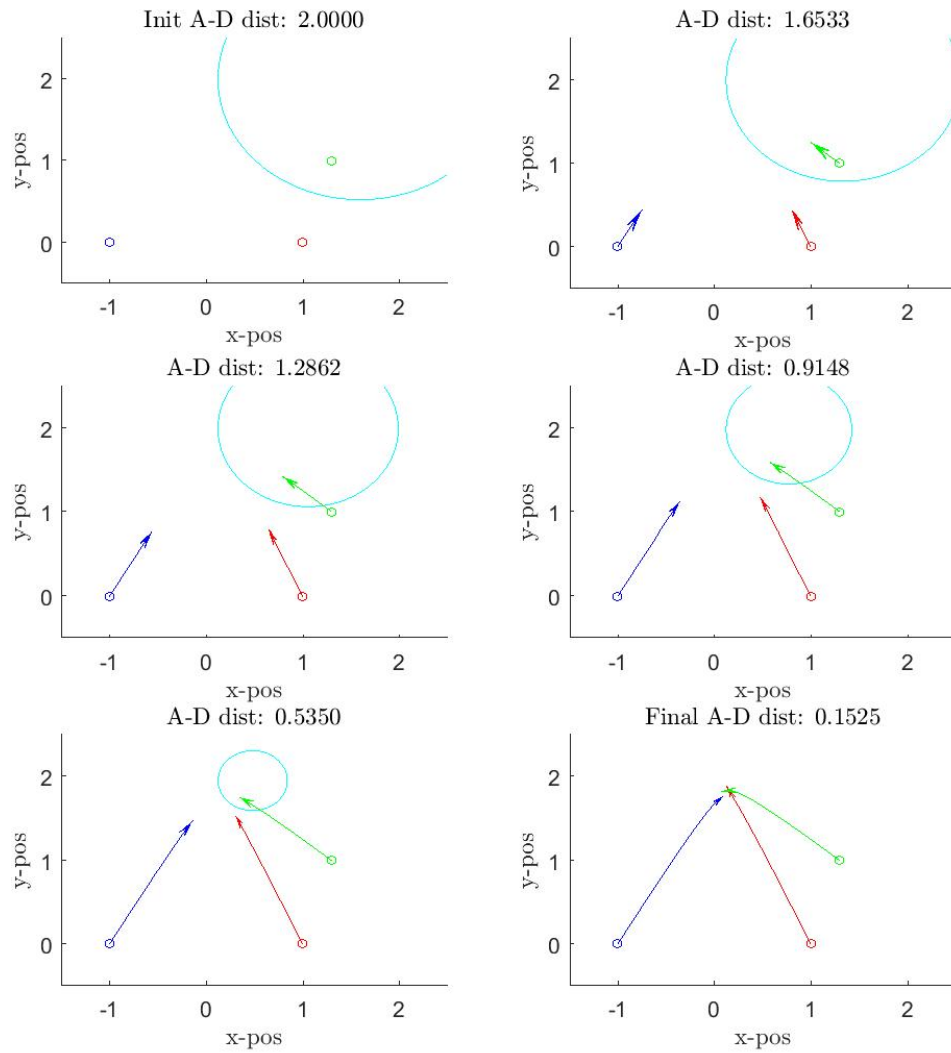 Init A-D dist: 2.0000
y-pos
2
1
0
-1 0 1 2
x-pos
A-D dist: 1.6533
y-pos
2
1
0
-1 0 1 2
x-pos
A-D dist: 1.2862
y-pos
2
1
0
-1 0 1 2
x-pos
A-D dist: 0.9148
y-pos
2
1
0
-1 0 1 2
x-pos
A-D dist: 0.5350
y-pos
2
1
0
-1 0 1 2
x-pos
Final A-D dist: 0.1525
y-pos
2
1
0
-1 0 1 2
x-pos